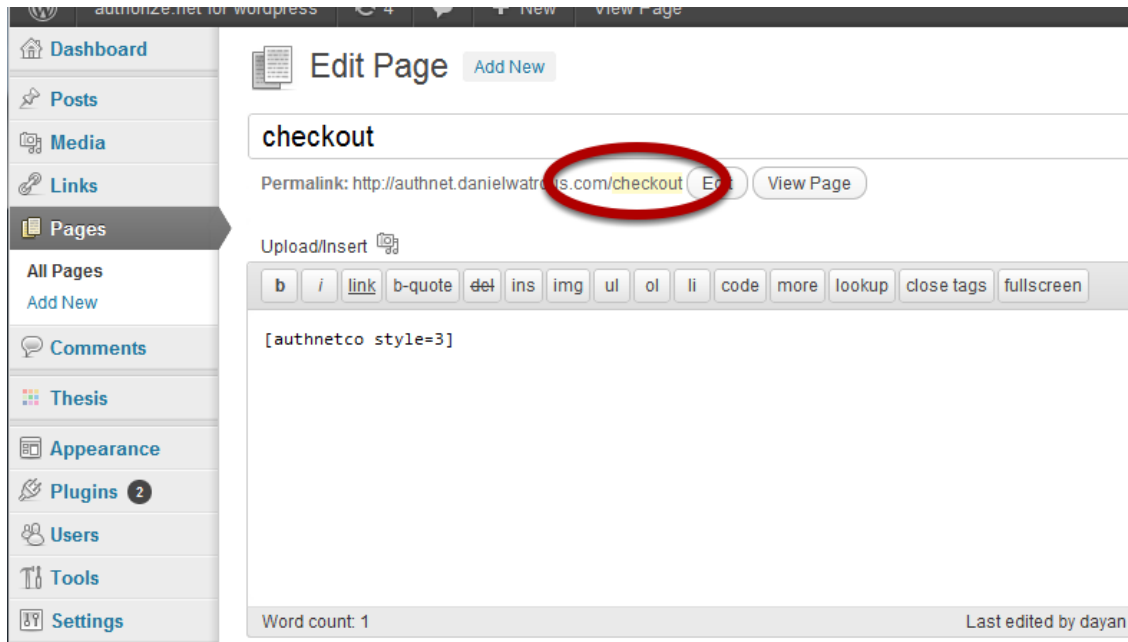 authorize.net for wordpress 4 + New View Page
Dashboard
Posts
Media
Links
Pages
All Pages
Add New
Comments
Thesis
Appearance
Plugins 2
Users
Tools
Settings
Edit Page Add New
checkout
Permalink: http://authnet.danielwatrous.com/checkout Edit View Page
Upload/Insert
b i link b-quote del ins img ul ol li code more lookup close tags fullscreen
[authnetco style=3]
Word count: 1 Last edited by dayan